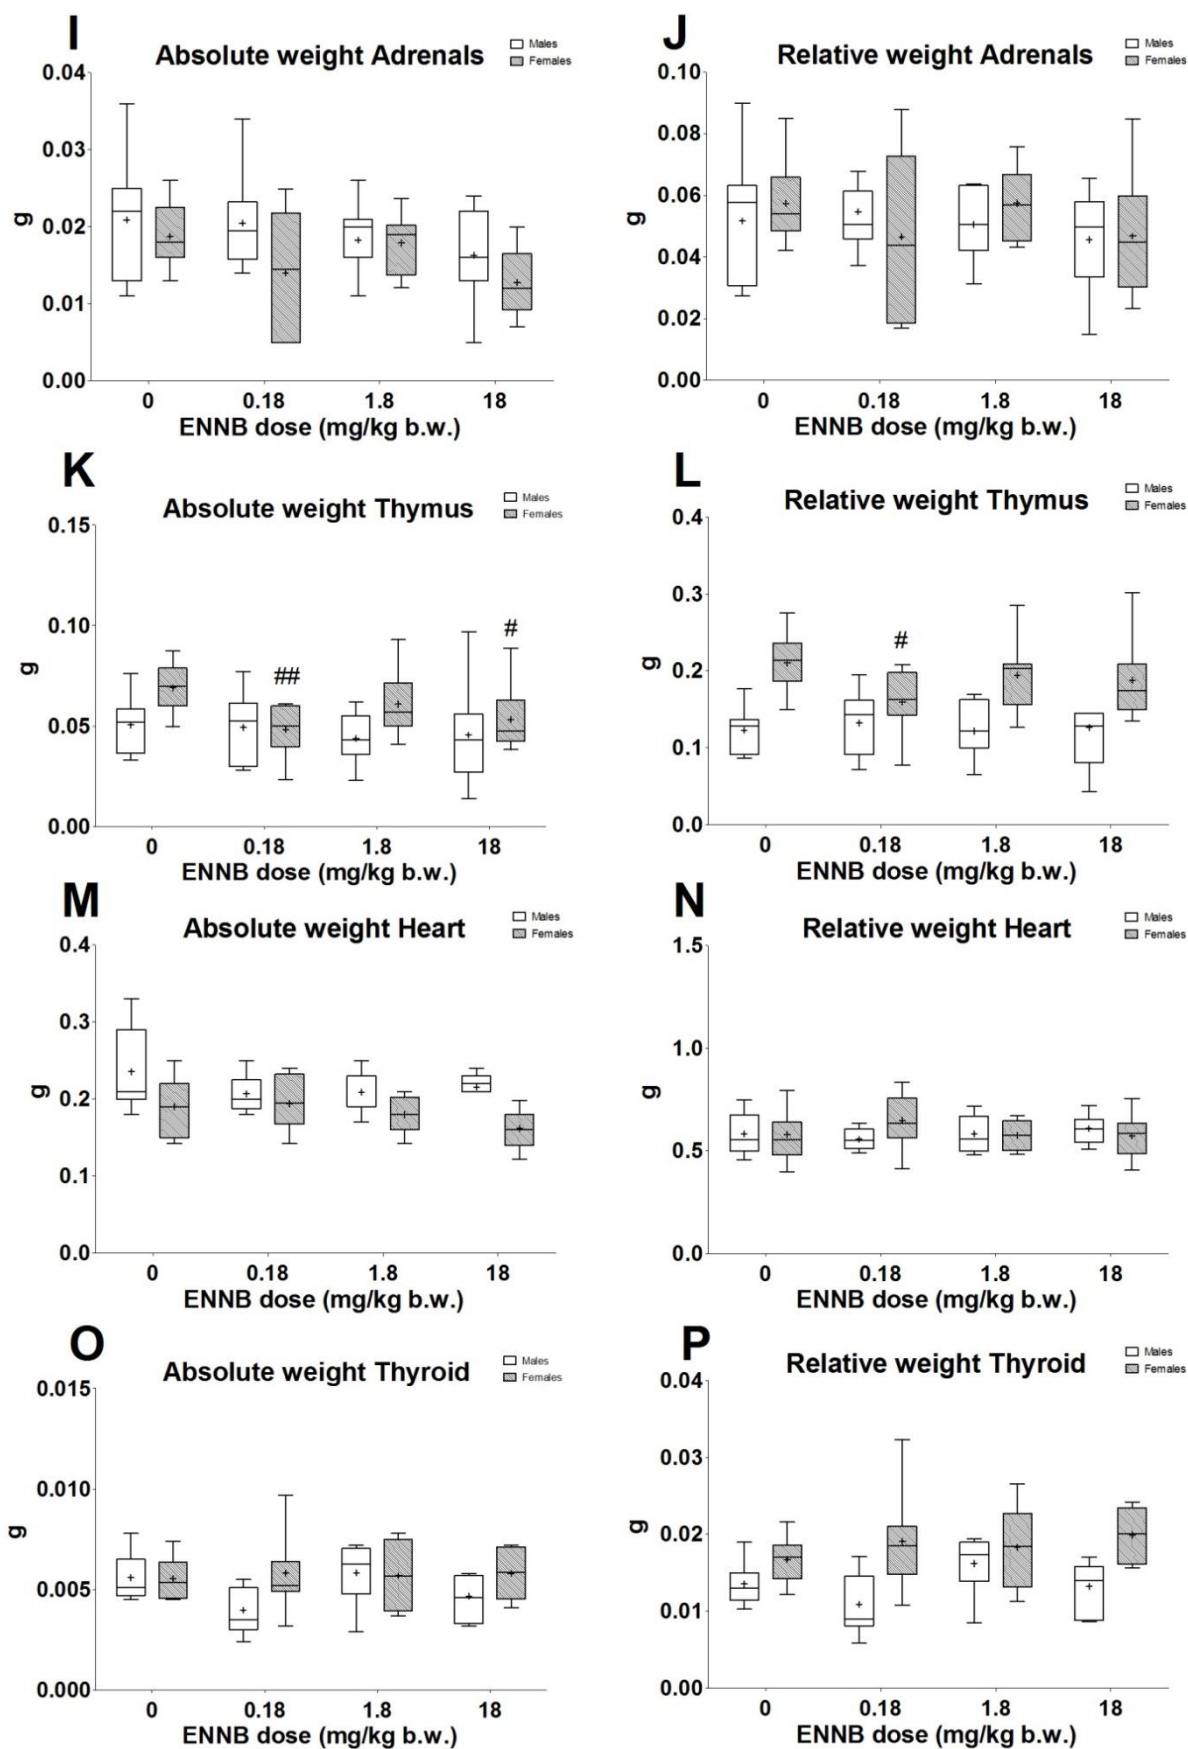 I
Absolute weight Adrenals
Males
Females
0.04
0.03
0.02
0.01
0.00
g
0 0.18 1.8 18
ENNB dose (mg/kg b.w.)
J
Relative weight Adrenals
Males
Females
0.10
0.08
0.06
0.04
0.02
0.00
g
0 0.18 1.8 18
ENNB dose (mg/kg b.w.)
K
Absolute weight Thymus
Males
Females
0.15
0.10
0.05
0.00
g
##
#
0 0.18 1.8 18
ENNB dose (mg/kg b.w.)
L
Relative weight Thymus
Males
Females
0.4
0.3
0.2
0.1
0.0
g
#
0 0.18 1.8 18
ENNB dose (mg/kg b.w.)
M
Absolute weight Heart
Males
Females
0.4
0.3
0.2
0.1
0.0
g
0 0.18 1.8 18
ENNB dose (mg/kg b.w.)
N
Relative weight Heart
Males
Females
1.5
1.0
0.5
0.0
g
0 0.18 1.8 18
ENNB dose (mg/kg b.w.)
O
Absolute weight Thyroid
Males
Females
0.015
0.010
0.005
0.000
g
0 0.18 1.8 18
ENNB dose (mg/kg b.w.)
P
Relative weight Thyroid
Males
Females
0.04
0.03
0.02
0.01
0.00
g
0 0.18 1.8 18
ENNB dose (mg/kg b.w.)